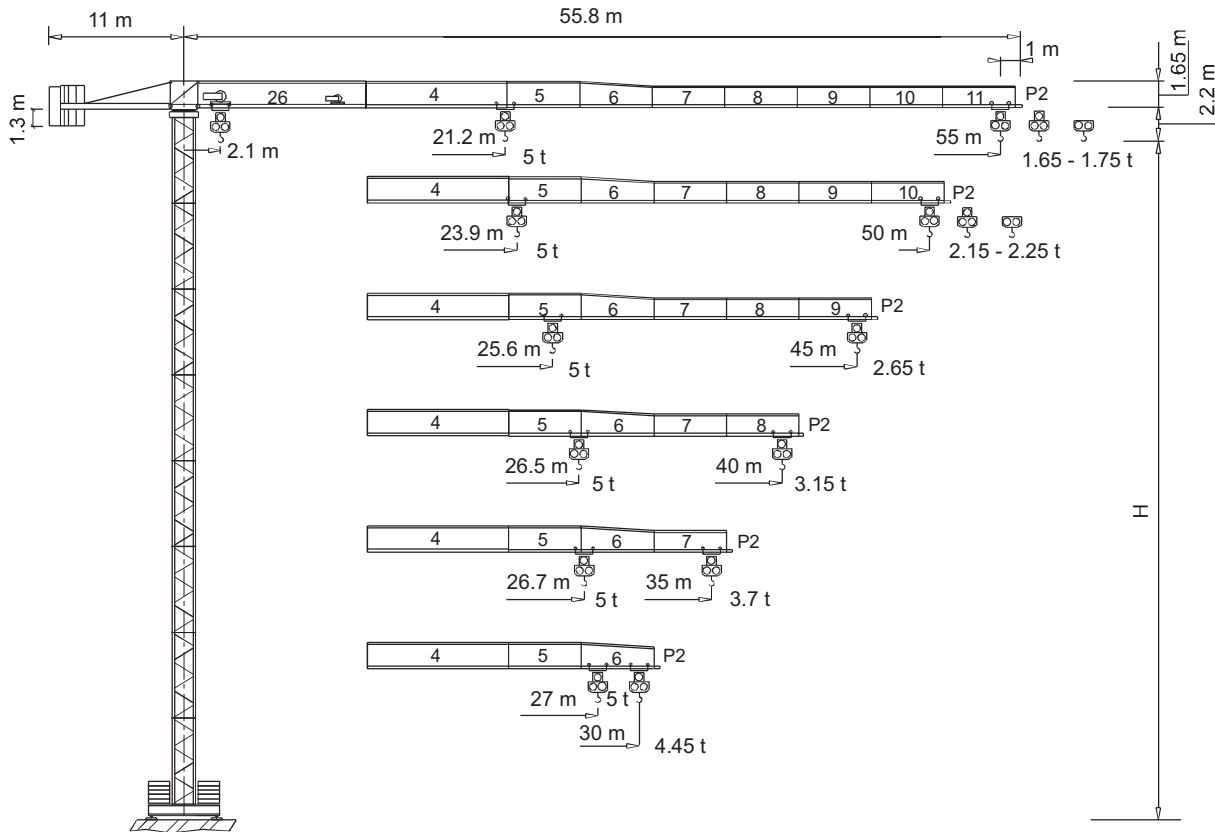 11 m
55.8 m
1 m
1.65 m
2.2 m
1.3 m
26 4 5 6 7 8 9 10 11 P2
2.1 m
21.2 m
5 t
55 m
1.65 - 1.75 t
4 5 6 7 8 9 10 P2
23.9 m
5 t
50 m
2.15 - 2.25 t
4 5 6 7 8 9 P2
25.6 m
5 t
45 m
2.65 t
4 5 6 7 8 P2
26.5 m
5 t
40 m
3.15 t
H
4 5 6 7 P2
26.7 m
5 t
35 m
3.7 t
4 5 6 P2
27 m
5 t
30 m
4.45 t